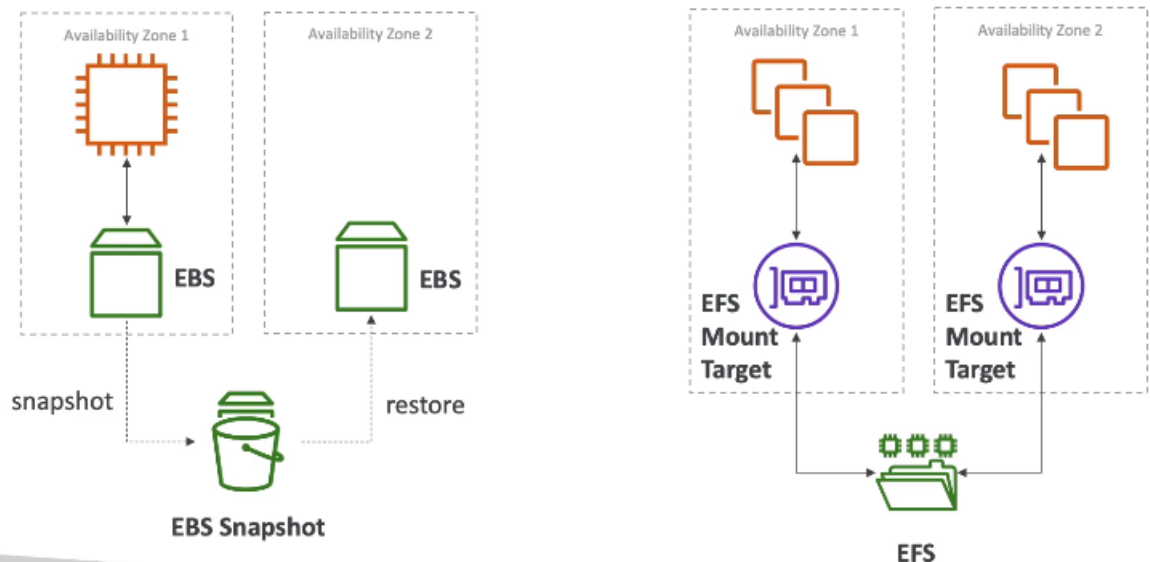 Availability Zone 1
Availability Zone 2
EBS
EBS
snapshot
restore
EBS Snapshot
Availability Zone 1
Availability Zone 2
EFS
Mount
Target
EFS
Mount
Target
EFS